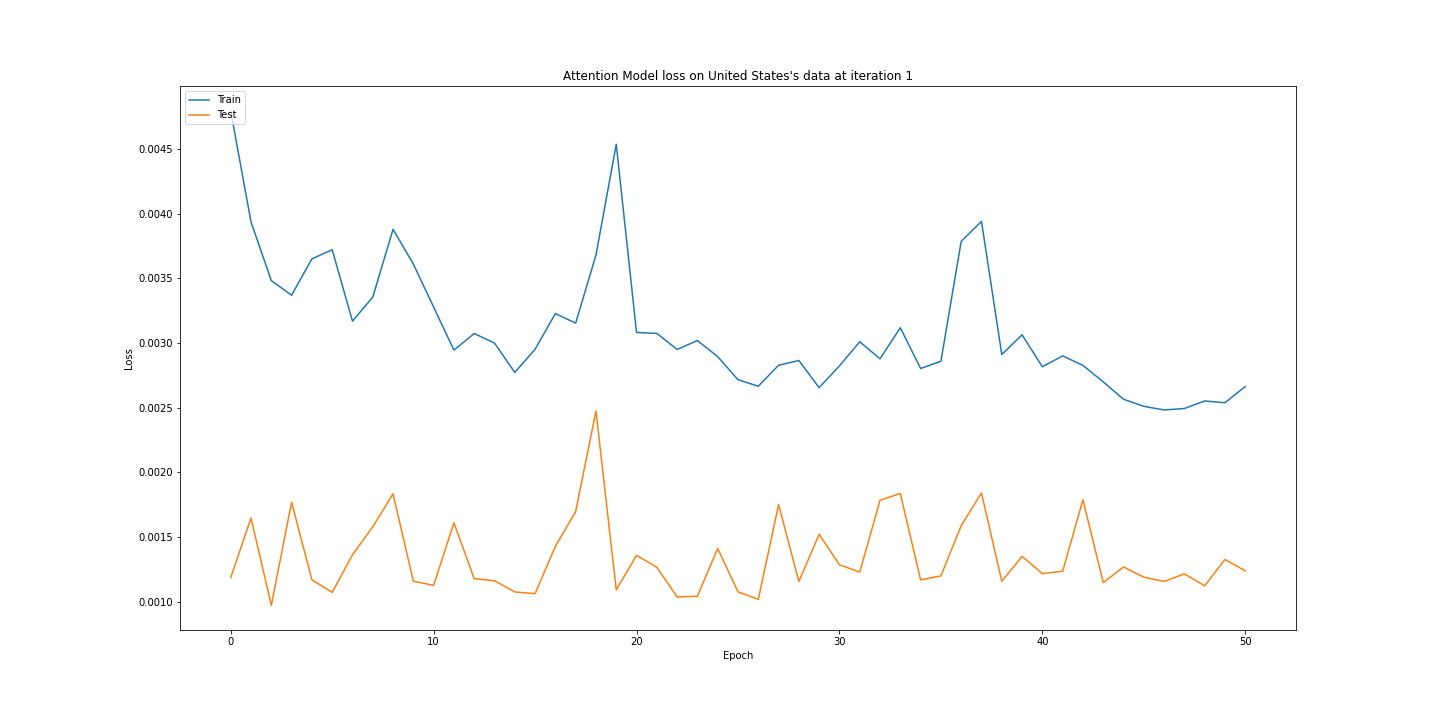 Attention Model loss on United States's data at iteration 1
Train
Test
0.0045
0.0040
0.0035
0.0030
0.0025
0.0020
0.0015
0.0010
Loss
0 10 20 30 40 50
Epoch